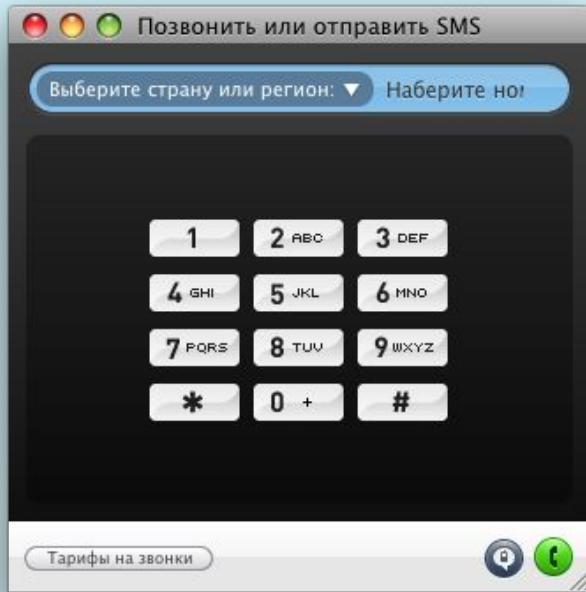 Позвонить или отправить SMS
Выберите страну или регион: Наберите
1 2 ABC 3 DEF
4 GHI 5 JKL 6 MNO
7 PQRS 8 TUV 9 WXYZ
* 0 + #
Тарифы на звонки